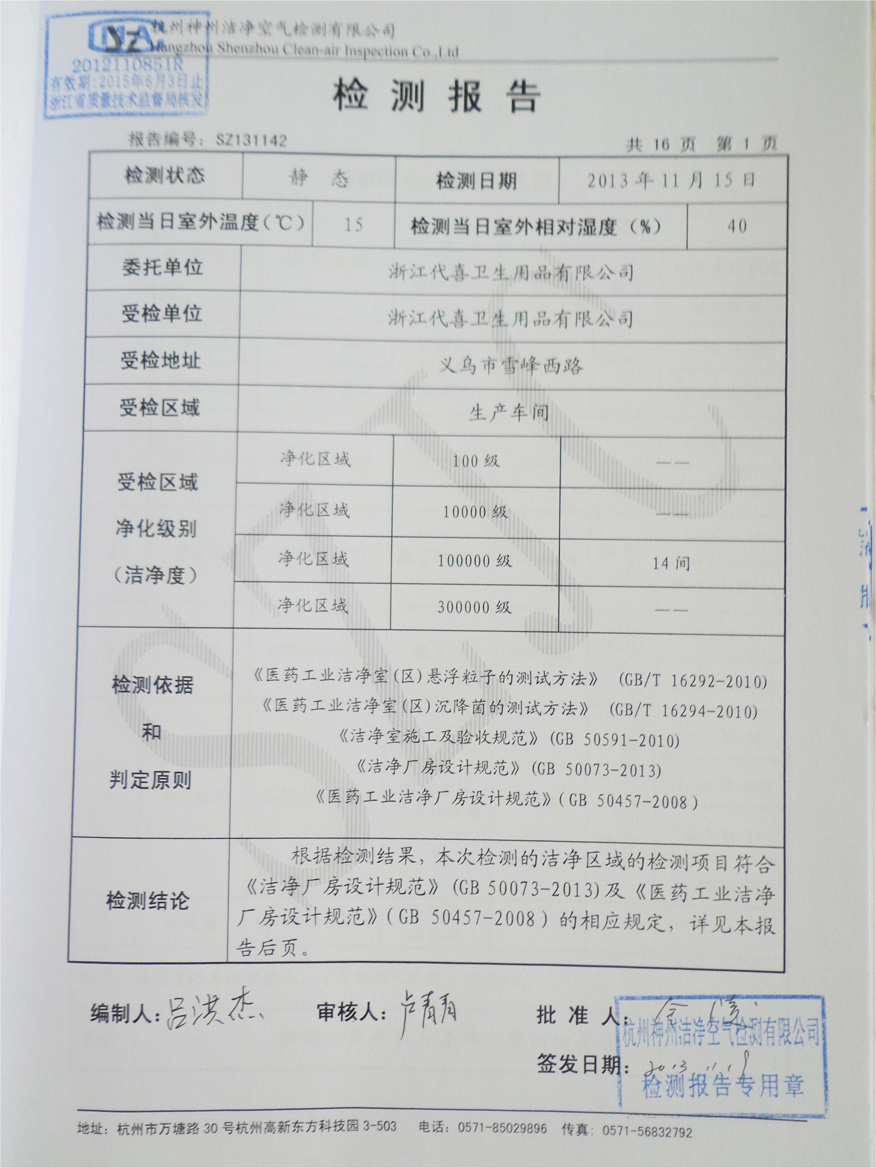 杭州神州洁净空气检测有限公司
Hangzhou Shenzhou Clean-air Inspection Co.,Ltd
MA
SZ
2012110851R
有效期:2015年6月3日止
浙江省质量技术监督局核发
检测报告
报告编号：SZ131142
共 16 页 第 1 页
检测状态 静 态 检测日期 2013 年 11 月 15 日
检测当日室外温度(℃) 15 检测当日室外相对湿度（%） 40
委托单位 浙江代喜卫生用品有限公司
受检单位 浙江代喜卫生用品有限公司
受检地址 义乌市雪峰西路
受检区域 生产车间
受检区域
净化级别
（洁净度）
净化区域 100 级 ——
净化区域 10000 级 ——
净化区域 100000 级 14 间
净化区域 300000 级 ——
检测依据
和
判定原则
《医药工业洁净室(区)悬浮粒子的测试方法》 (GB/T 16292-2010)
《医药工业洁净室(区)沉降菌的测试方法》 (GB/T 16294-2010)
《洁净室施工及验收规范》(GB 50591-2010)
《洁净厂房设计规范》(GB 50073-2013)
《医药工业洁净厂房设计规范》(GB 50457-2008)
检测结论
根据检测结果，本次检测的洁净区域的检测项目符合
《洁净厂房设计规范》(GB 50073-2013)及《医药工业洁净
厂房设计规范》(GB 50457-2008)的相应规定，详见本报
告后页。
编制人：吕洪杰 审核人：卢青青 批 准 人：
杭州神州洁净空气检测有限公司
签发日期：2013.11.19
检测报告专用章
地址：杭州市万塘路 30 号杭州高新东方科技园 3-503 电话：0571-85029896 传真：0571-56832792